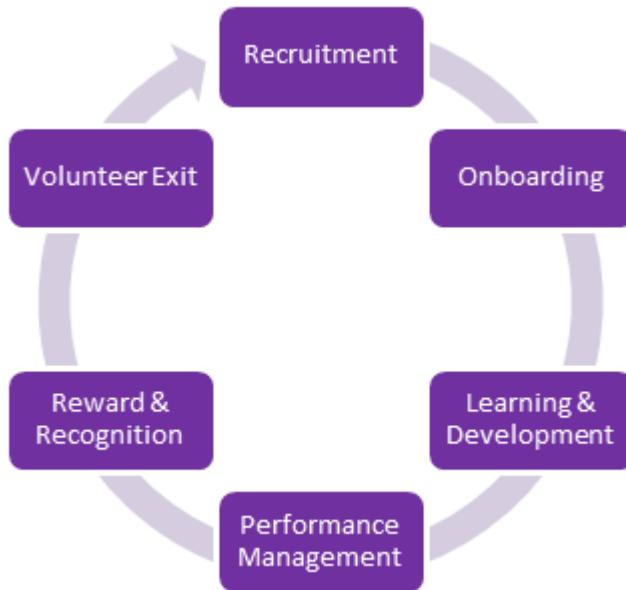 Recruitment
Onboarding
Learning &
Development
Performance
Management
Reward &
Recognition
Volunteer Exit